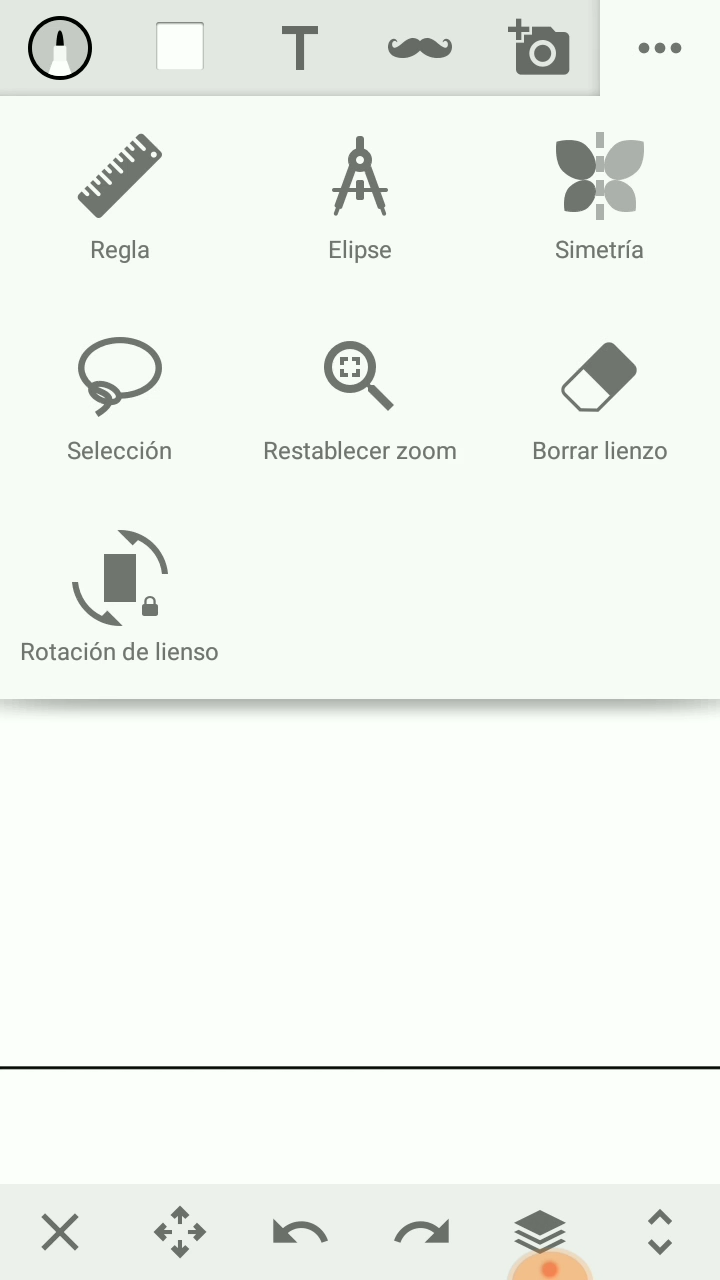 T
Regla
Elipse
Simetría
Selección
Restablecer zoom
Borrar lienzo
Rotación de lienso